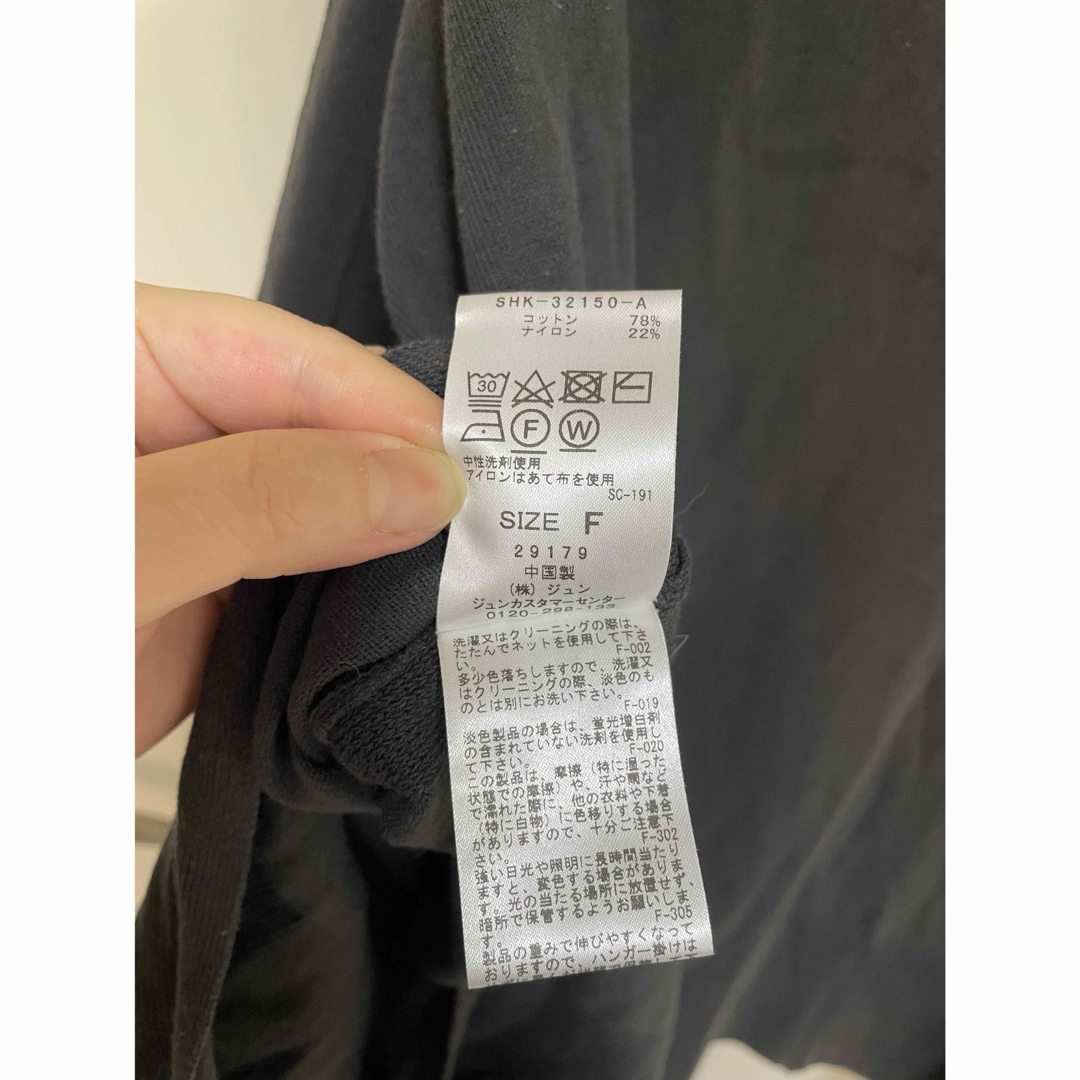 SHK-32150-A
コットン 78%
ナイロン 22%
30
F W
中性洗剤使用
アイロンはあて布を使用
SC-191
SIZE F
29179
中国製
(株) ジュン
ジュンカスタマーセンター
0120-298-133
洗濯又はクリーニングの際は、
たたんでネットを使用して下さ
い。 F-002
多少色落ちしますので、洗濯又
はクリーニングの際、淡色のも
のとは別にお洗い下さい。
F-019
淡色製品の場合は、蛍光増白剤
の含まれていない洗剤を使用し
て下さい。 F-020
この製品は、摩擦(特に湿った
状態での摩擦)や、汗や雨など
で濡れた際に、他の衣料や下着
(特に白物)に色移りする場合
がありますので、十分ご注意下
さい。 F-302
強い日光や照明に長時間当たり
ますと、変色する場合がありま
す。光の当たる場所に放置せず、
暗所で保管するようお願いしま
す。 F-305
製品の重みで伸びやすくなって
おりますので、ハンガー掛けは